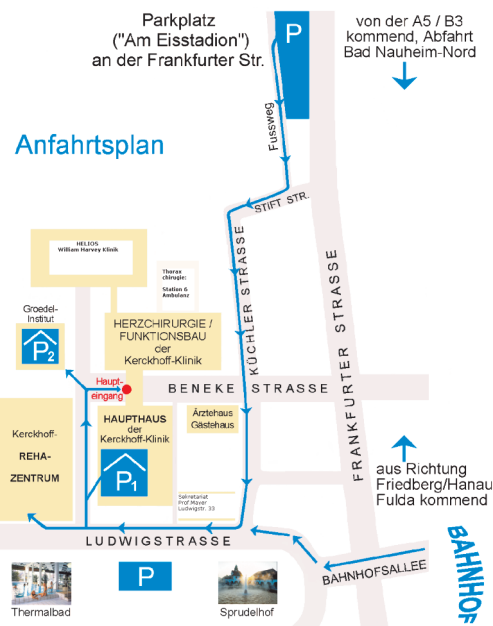 Parkplatz
("Am Eisstadion")
an der Frankfurter Str.
P
von der A5 / B3
kommend, Abfahrt
Bad Nauheim-Nord
Anfahrtsplan
Fussweg
STIFT STR.
HELIOS
William Harvey Klinik
Thorax
chirugie:
Station 6
Ambulanz
KÜCHLER STRASSE
FRANKFURTER STRASSE
Groedel-
Institut
P2
HERZCHIRURGIE /
FUNKTIONSBAU
der
Kerckhoff-Klinik
Haupt-
eingang
BENEKE STRASSE
HAUPTHAUS
der
Kerckhoff-Klinik
P1
Ärztehaus
Gästehaus
Kerckhoff-
REHA-
ZENTRUM
aus Richtung
Friedberg/Hanau
Fulda kommend
Sekretariat
Prof Mayer
Ludwigstr. 33
LUDWIGSTRASSE
BAHNHOFSALLEE
BAHNHOF
P
Thermalbad
Sprudelhof